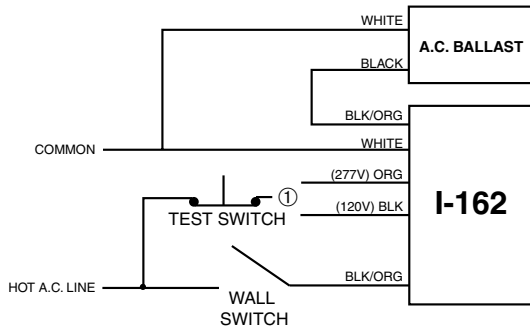 WHITE
A.C. BALLAST
BLACK
BLK/ORG
COMMON
WHITE
(277V) ORG
①
TEST SWITCH
(120V) BLK
I-162
BLK/ORG
HOT A.C. LINE
WALL
SWITCH